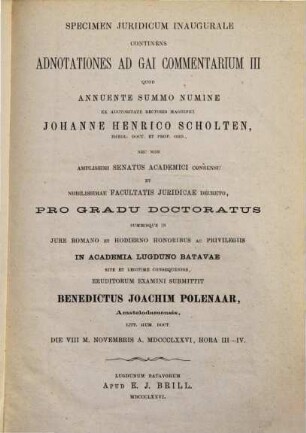 SPECIMEN JURIDICUM INAUGURALE
CONTINENS
ADNOTATIONES AD GAI COMMENTARIUM III
QUOD
ANNUENTE SUMMO NUMINE
EX AUCTORITATE RECTORIS MAGNIFICI
JOHANNE HENRICO SCHOLTEN,
THEOL. DOCT. ET PROF. ORD.,
NEC NON
AMPLISSIMI SENATUS ACADEMICI CONSENSU
ET
NOBILISSIMAE FACULTATIS JURIDICAE DECRETO,
PRO GRADU DOCTORATUS
SUMMISQUE IN
JURE ROMANO ET HODIERNO HONORIBUS AC PRIVILEGIIS
IN ACADEMIA LUGDUNO BATAVAE
RITE ET LEGITIME CONSEQUENDIS,
ERUDITORUM EXAMINI SUBMITTIT
BENEDICTUS JOACHIM POLENAAR,
Amstelodamensis,
LITT. HUM. DOCT.
DIE VIII M. NOVEMBRIS A. MDCCCLXXVI, HORA III—IV.
LUGDUNUM BATAVORUM
APUD E. J. BRILL.
MDCCCLXXVI.